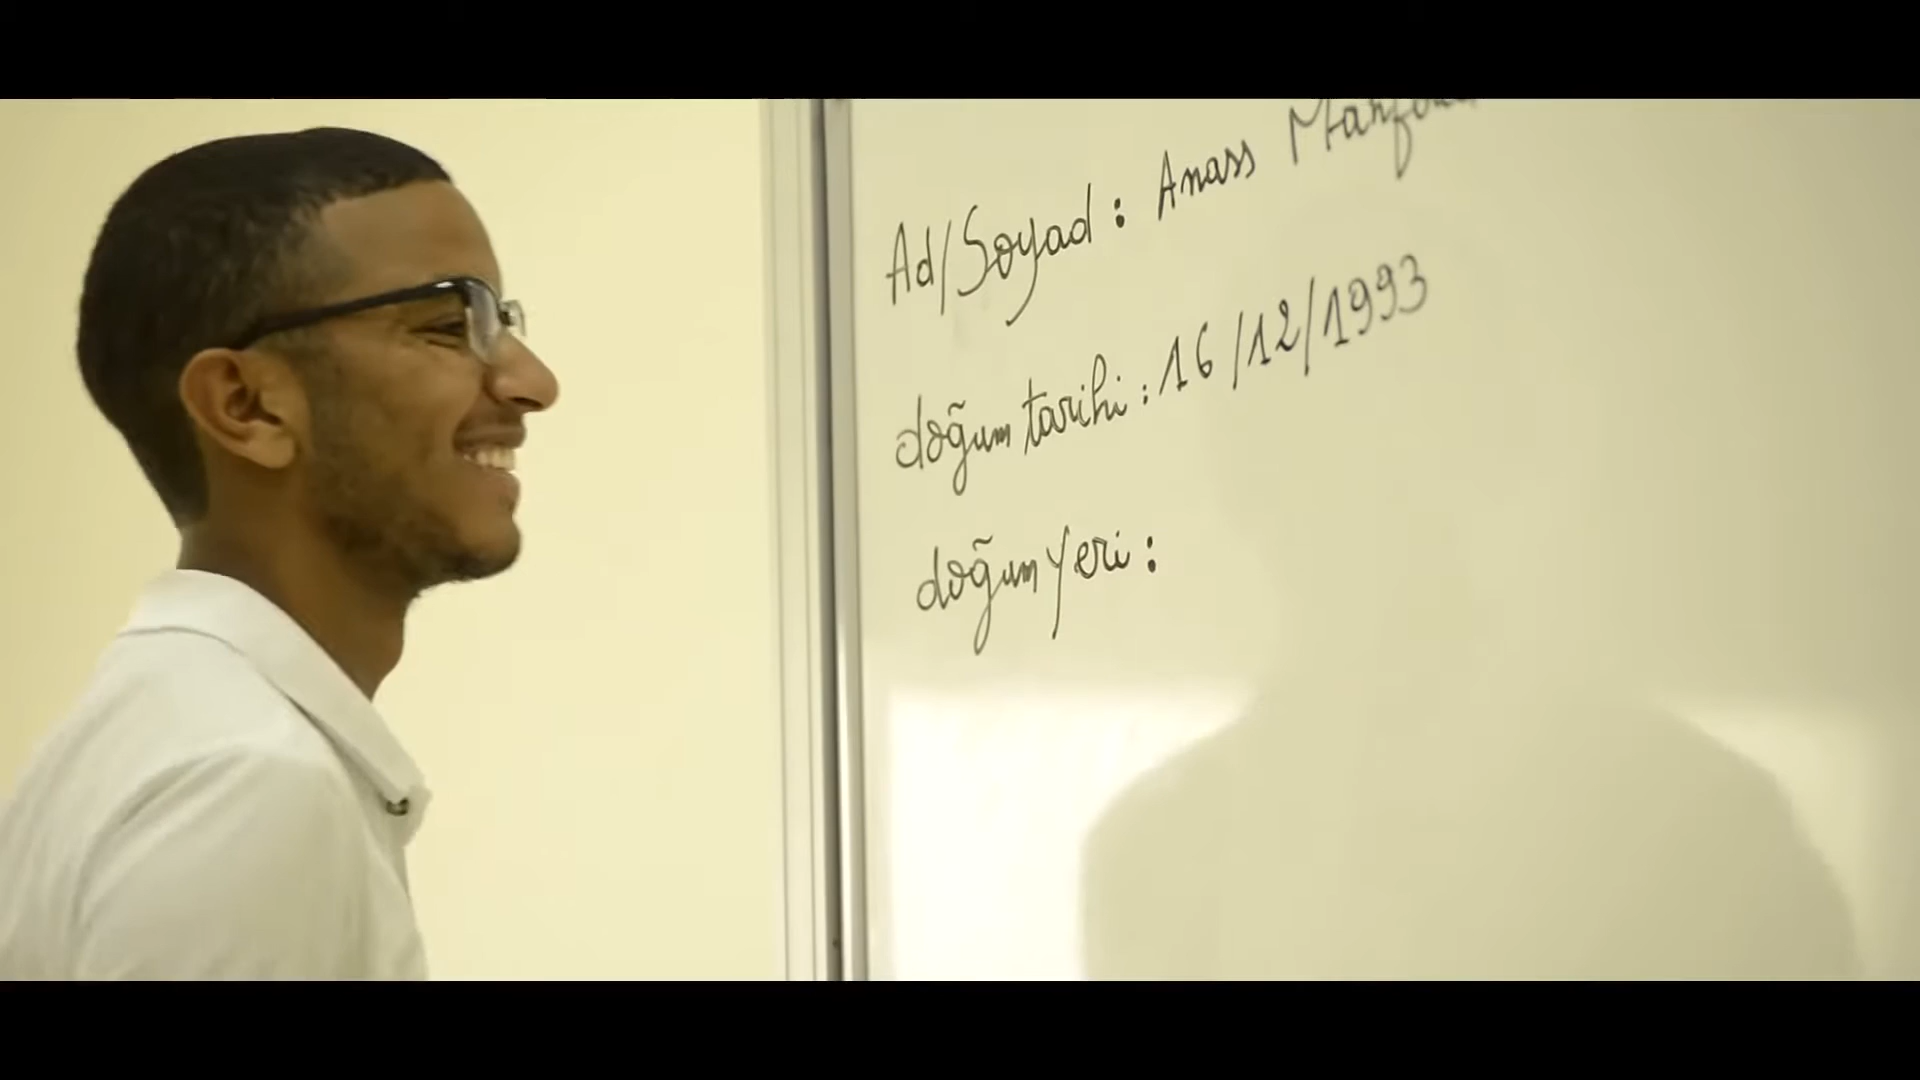 Ad/Soyad : Anass
doğum tarihi : 16/12/1993
doğum yeri :